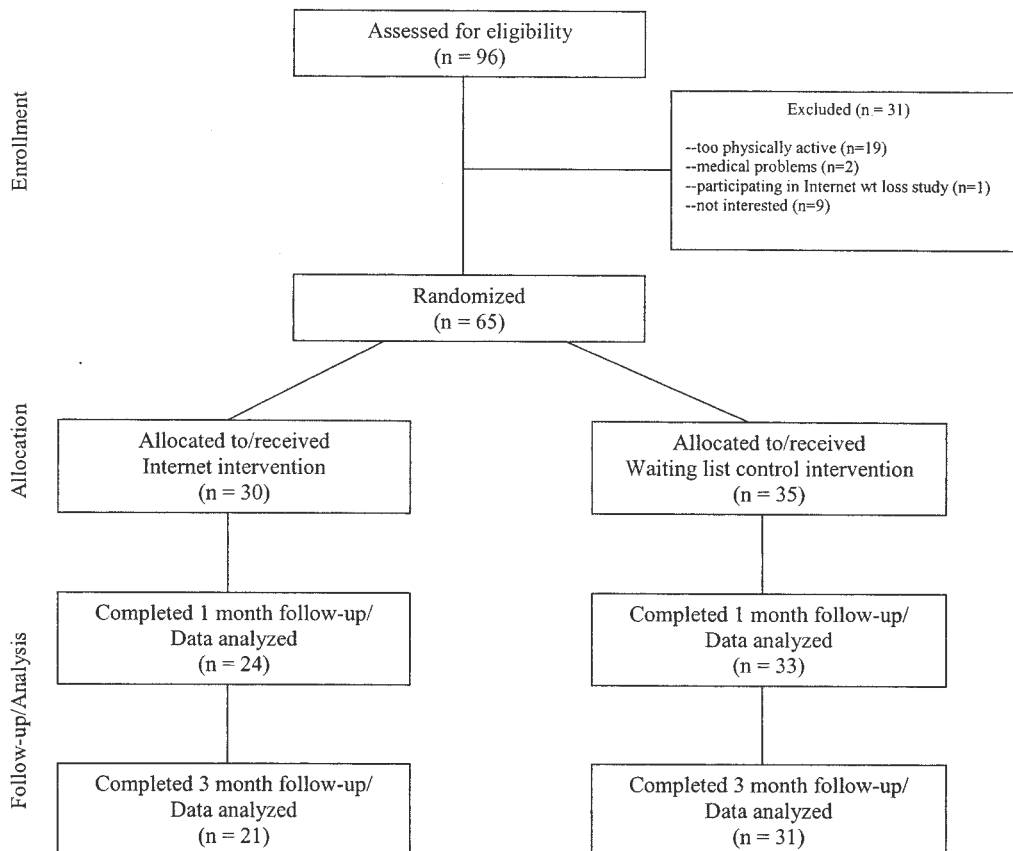 Assessed for eligibility
(n = 96)
Enrollment
Excluded (n = 31)
--too physically active (n=19)
--medical problems (n=2)
--participating in Internet wt loss study (n=1)
--not interested (n=9)
Randomized
(n = 65)
Allocation
Allocated to/received
Internet intervention
(n = 30)
Allocated to/received
Waiting list control intervention
(n = 35)
Follow-up/Analysis
Completed 1 month follow-up/
Data analyzed
(n = 24)
Completed 1 month follow-up/
Data analyzed
(n = 33)
Completed 3 month follow-up/
Data analyzed
(n = 21)
Completed 3 month follow-up/
Data analyzed
(n = 31)